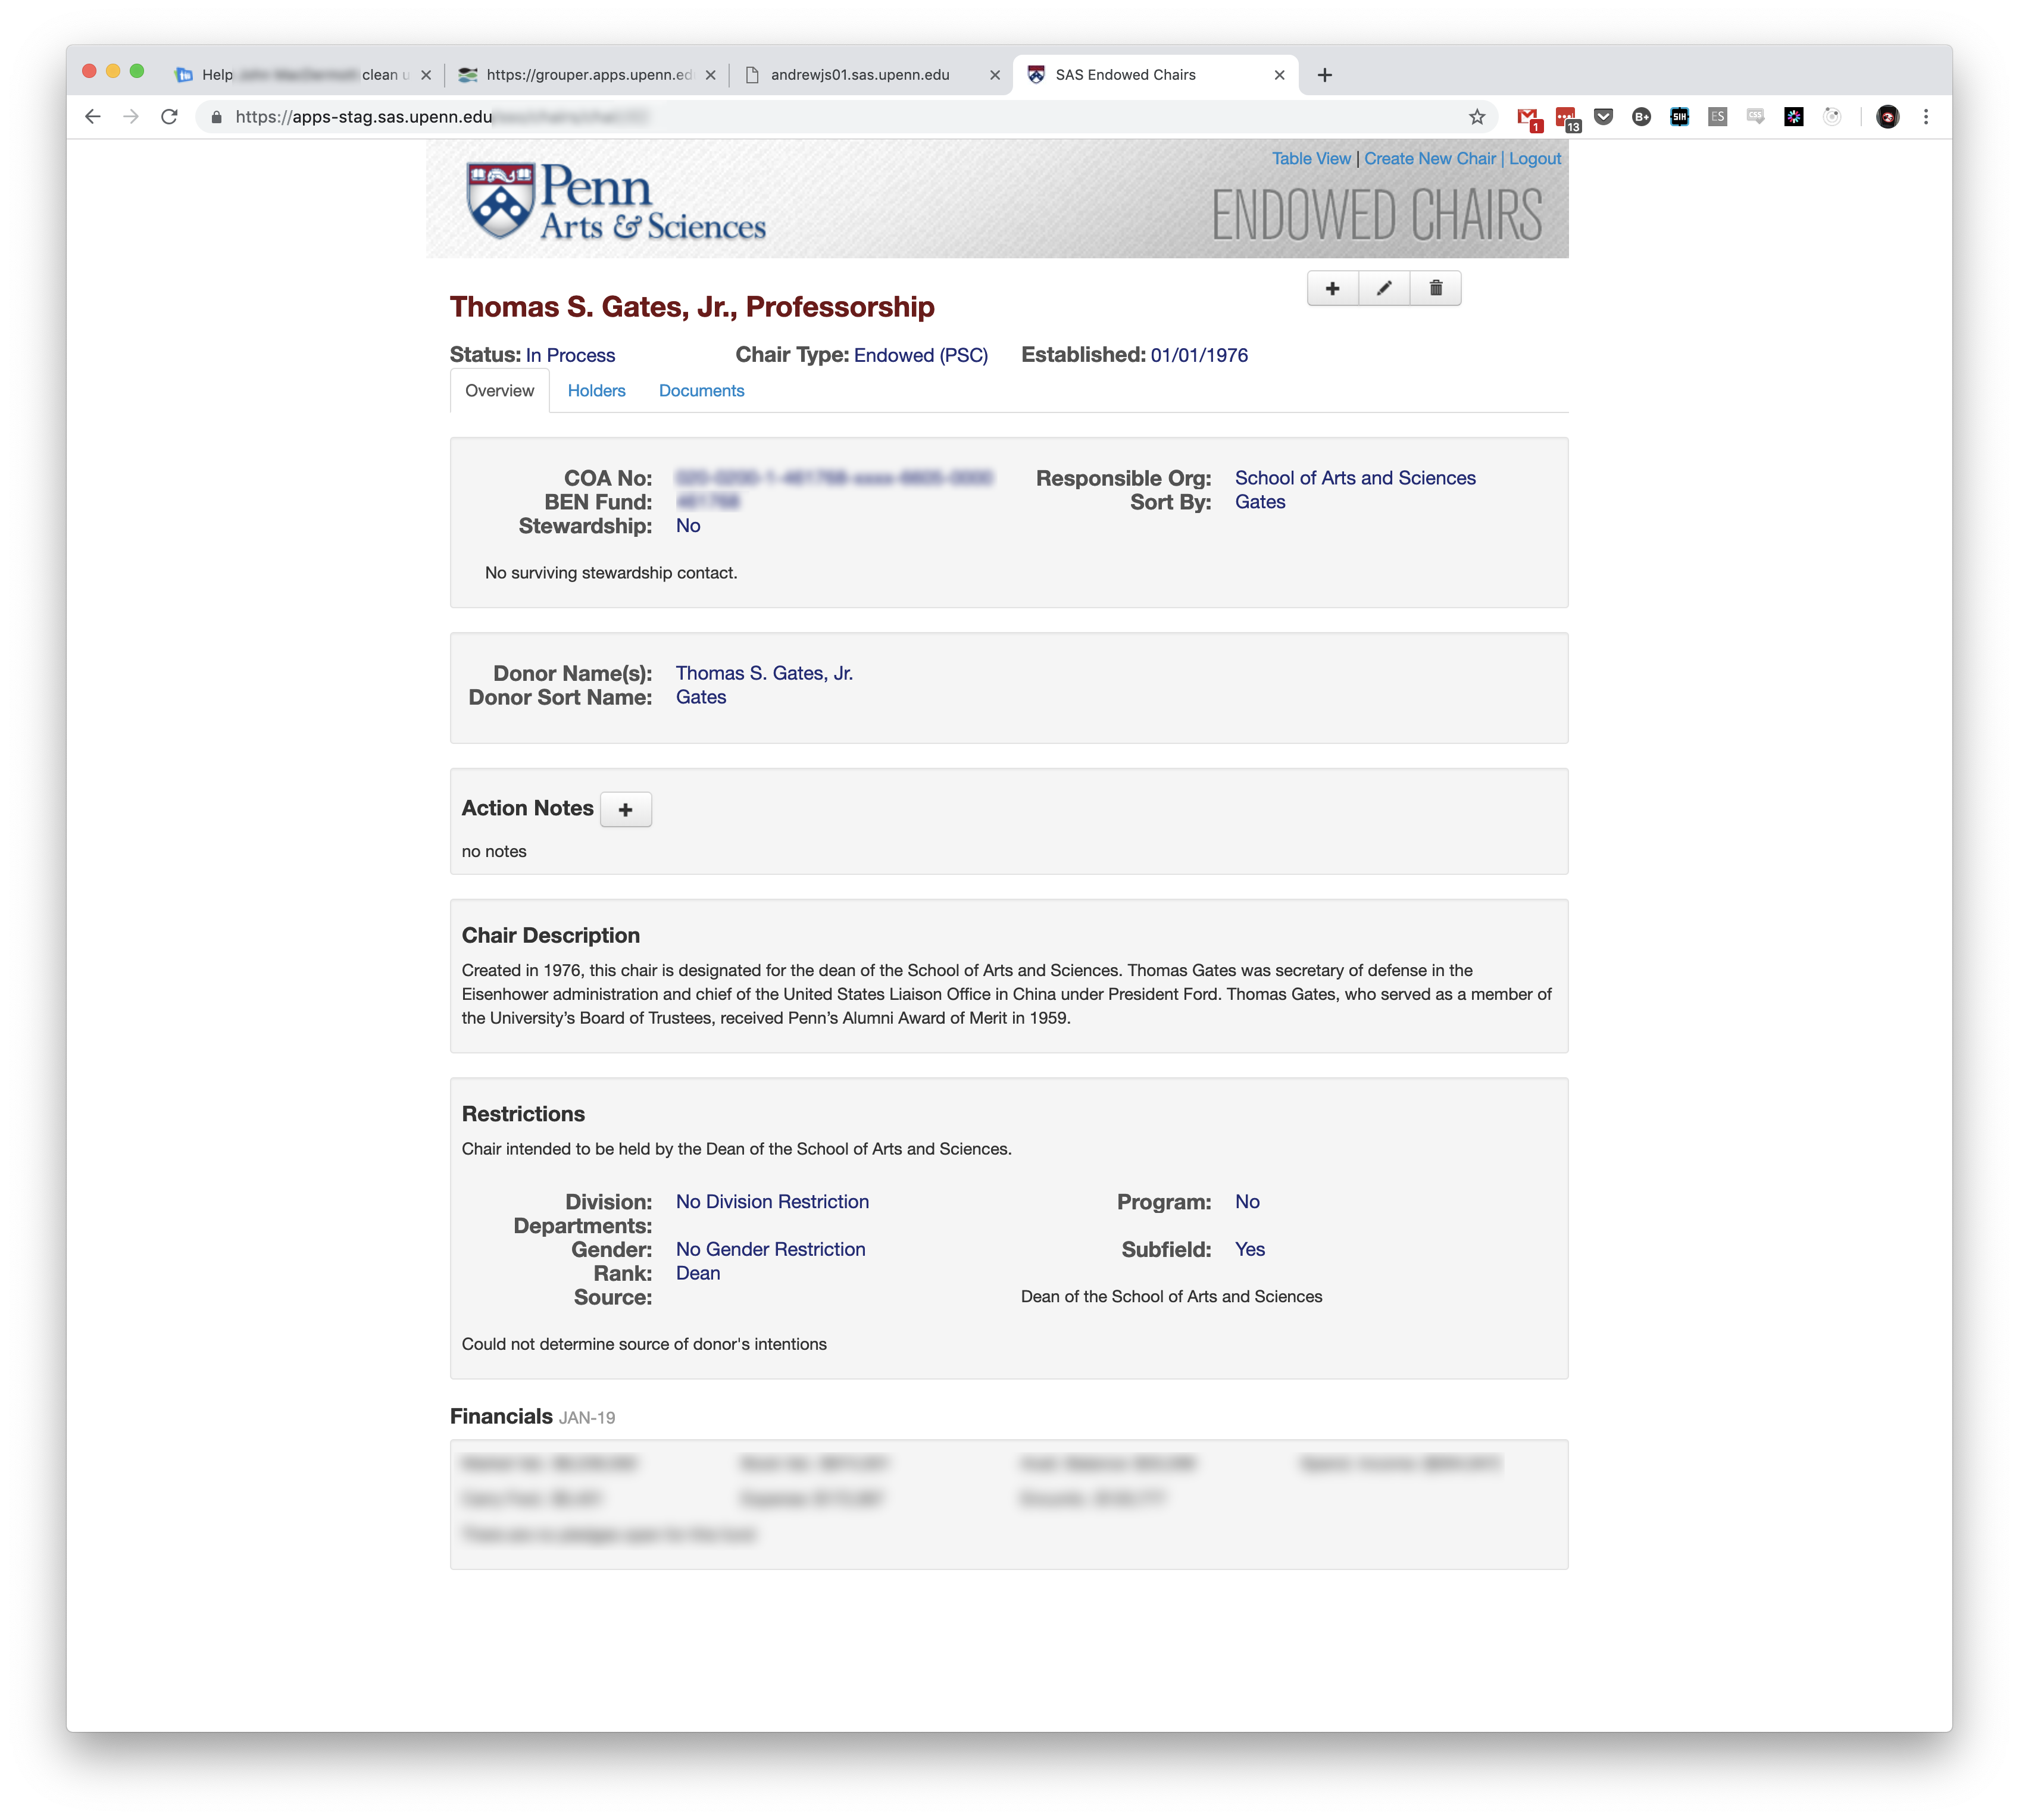 Help clean u
https://grouper.apps.upenn.ed
andrewjs01.sas.upenn.edu
SAS Endowed Chairs
https://apps-stag.sas.upenn.edu
1
13
B+
SIH
ES
CSS
Table View | Create New Chair | Logout
Penn
Arts & Sciences
ENDOWED CHAIRS
Thomas S. Gates, Jr., Professorship
Status: In Process
Chair Type: Endowed (PSC)
Established: 01/01/1976
Overview
Holders
Documents
COA No:
Responsible Org: School of Arts and Sciences
BEN Fund:
Sort By: Gates
Stewardship: No
No surviving stewardship contact.
Donor Name(s): Thomas S. Gates, Jr.
Donor Sort Name: Gates
Action Notes
no notes
Chair Description
Created in 1976, this chair is designated for the dean of the School of Arts and Sciences. Thomas Gates was secretary of defense in the
Eisenhower administration and chief of the United States Liaison Office in China under President Ford. Thomas Gates, who served as a member of
the University’s Board of Trustees, received Penn’s Alumni Award of Merit in 1959.
Restrictions
Chair intended to be held by the Dean of the School of Arts and Sciences.
Division: No Division Restriction
Program: No
Departments:
Gender: No Gender Restriction
Subfield: Yes
Rank: Dean
Source:
Dean of the School of Arts and Sciences
Could not determine source of donor's intentions
Financials JAN-19